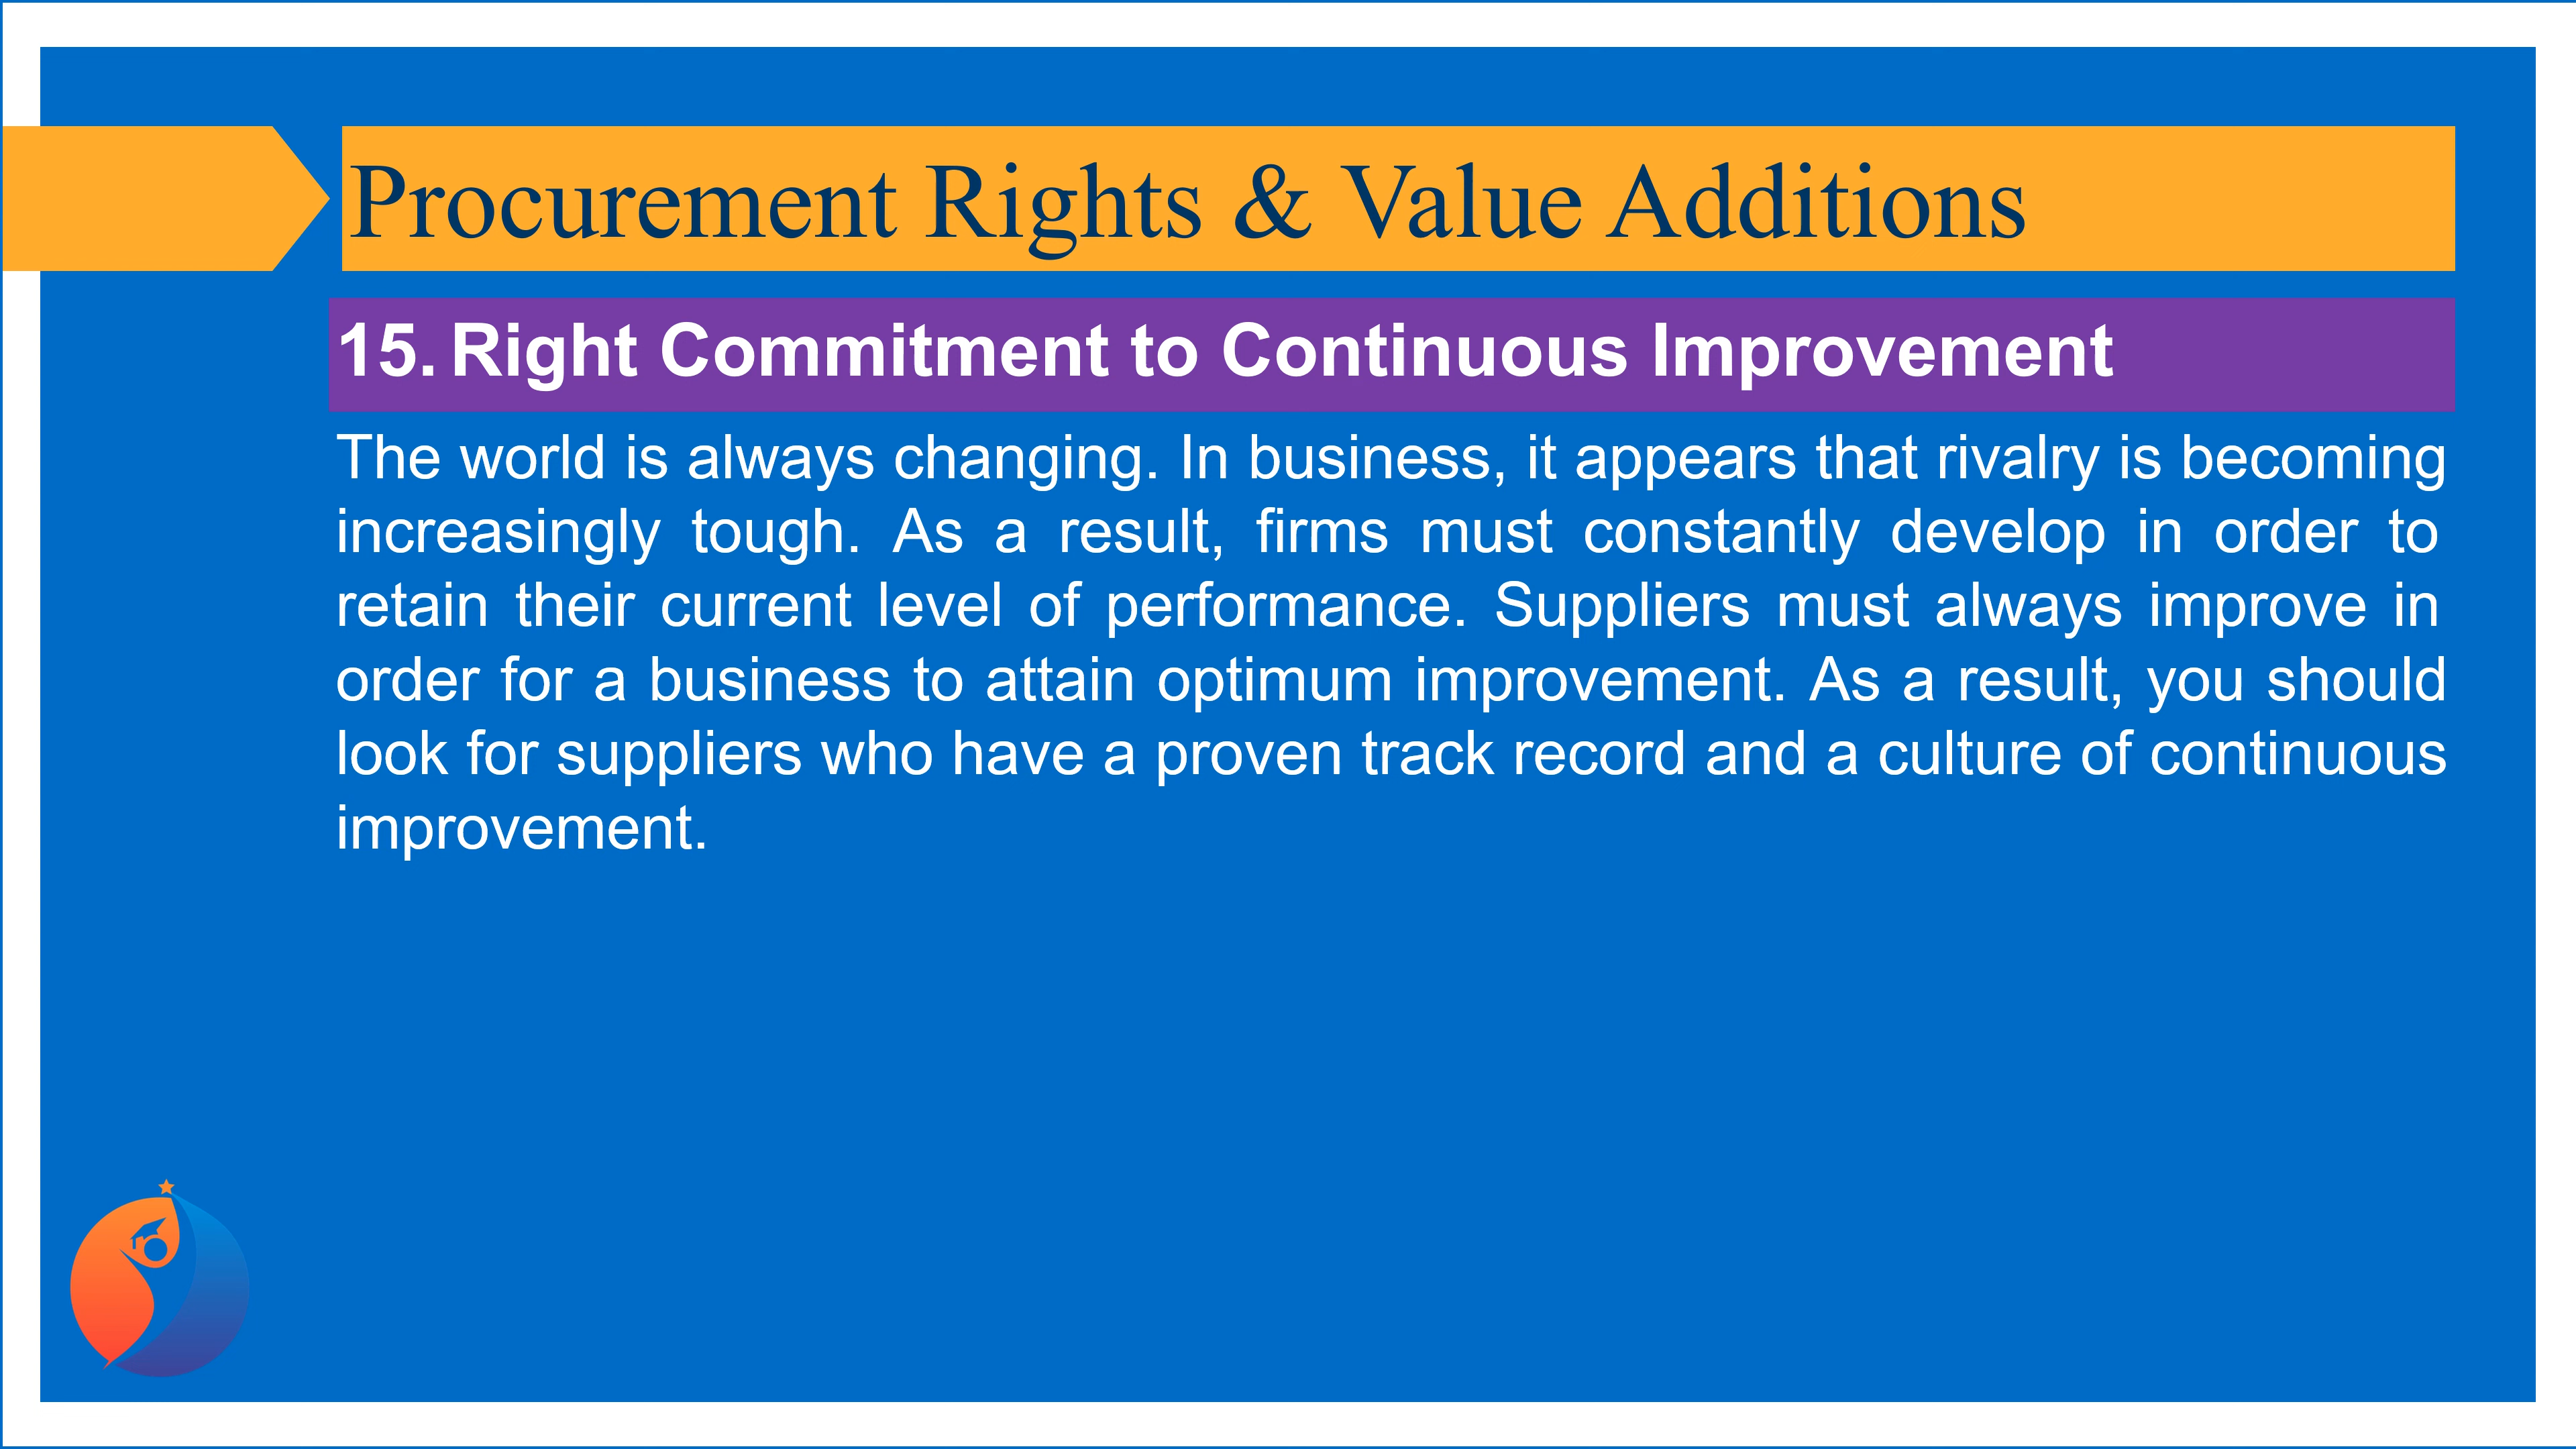 Procurement Rights & Value Additions
15. Right Commitment to Continuous Improvement
The world is always changing. In business, it appears that rivalry is becoming
increasingly tough. As a result, firms must constantly develop in order to
retain their current level of performance. Suppliers must always improve in
order for a business to attain optimum improvement. As a result, you should
look for suppliers who have a proven track record and a culture of continuous
improvement.